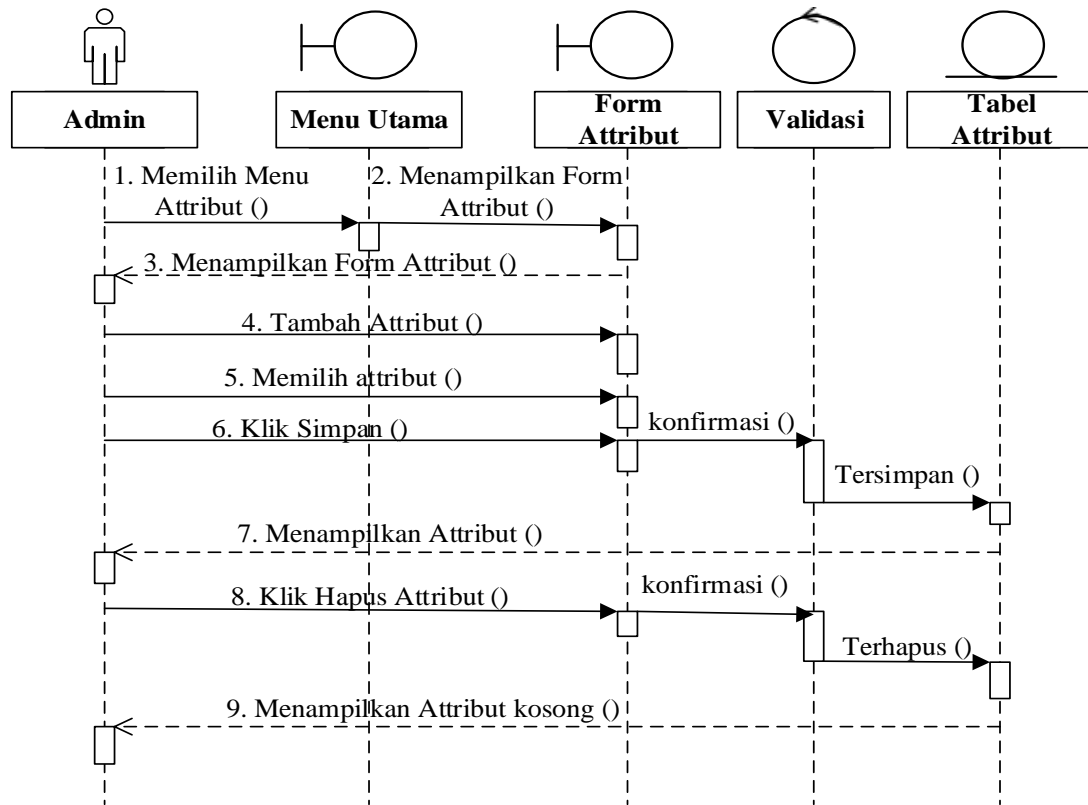 Admin
Menu Utama
Form
Attribut
Validasi
Tabel
Attribut
1. Memilih Menu
Attribut ()
2. Menampilkan Form
Attribut ()
3. Menampilkan Form Attribut ()
4. Tambah Attribut ()
5. Memilih attribut ()
6. Klik Simpan ()
konfirmasi ()
Tersimpan ()
7. Menampilkan Attribut ()
8. Klik Hapus Attribut ()
konfirmasi ()
Terhapus ()
9. Menampilkan Attribut kosong ()